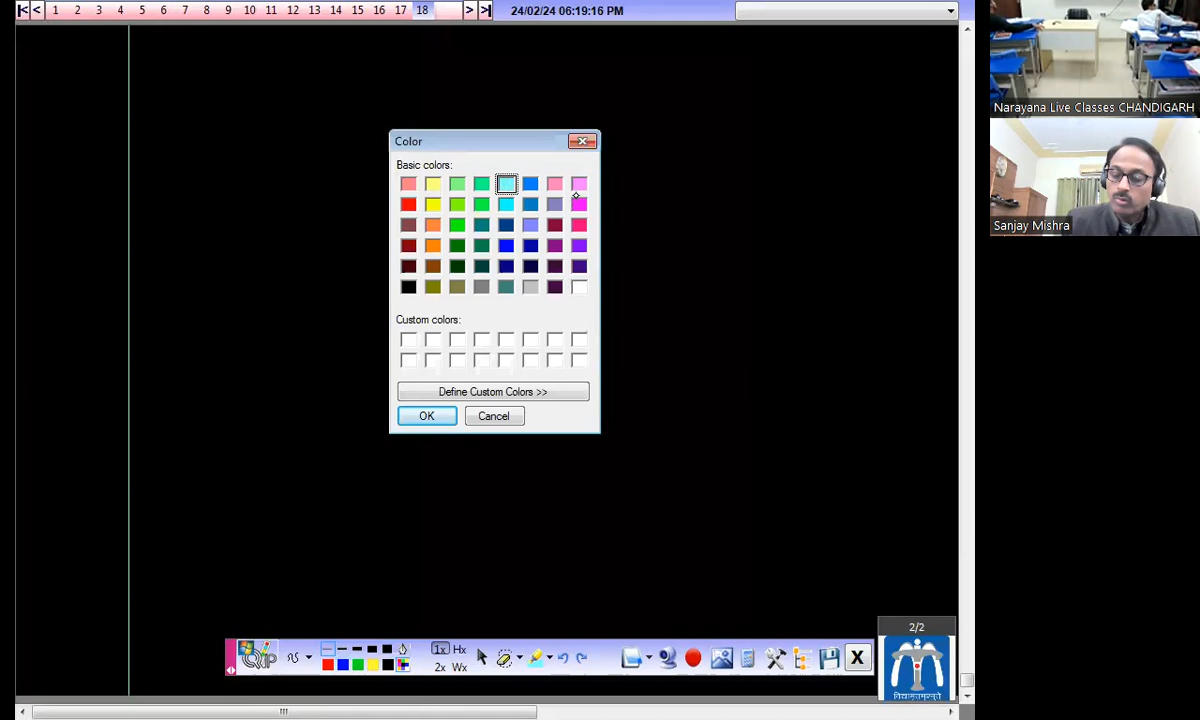 1 2 3 4 5 6 7 8 9 10 11 12 13 14 15 16 17 18
24/02/24 06:19:16 PM
Narayana Live Classes CHANDIGARH
Sanjay Mishra
Color
Basic colors:
Custom colors:
Define Custom Colors >>
OK
Cancel
2/2
1x Hx
2x Wx
X
विद्ययामृतमश्नुते